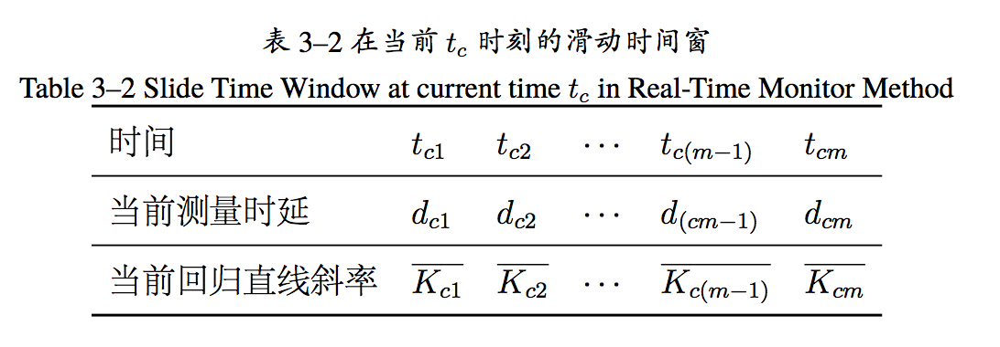 表 3–2 在当前 t_c 时刻的滑动时间窗
Table 3–2 Slide Time Window at current time t_c in Real-Time Monitor Method
时间 t_{c1} t_{c2} ⋯ t_{c(m−1)} t_{cm}
当前测量时延 d_{c1} d_{c2} ⋯ d_{(cm−1)} d_{cm}
当前回归直线斜率 \overline{K_{c1}} \overline{K_{c2}} ⋯ \overline{K_{c(m−1)}} \overline{K_{cm}}